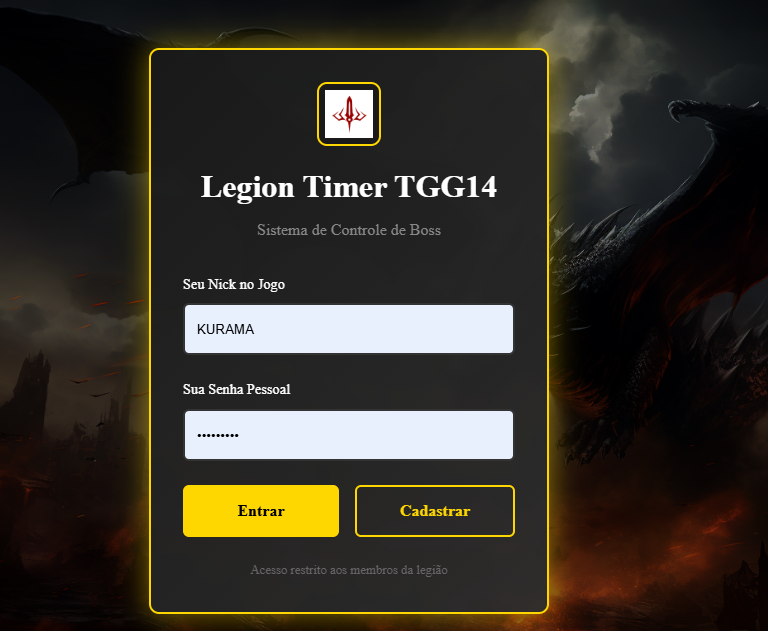 Legion Timer TGG14
Sistema de Controle de Boss
Seu Nick no Jogo
KURAMA
Sua Senha Pessoal
•••••••••
Entrar Cadastrar
Acesso restrito aos membros da legião